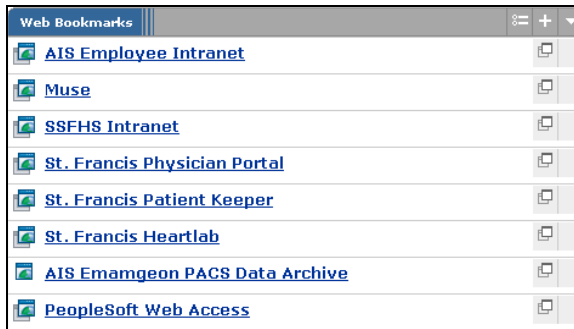 Web Bookmarks
AIS Employee Intranet
Muse
SSFHS Intranet
St. Francis Physician Portal
St. Francis Patient Keeper
St. Francis Heartlab
AIS Emamgeon PACS Data Archive
PeopleSoft Web Access